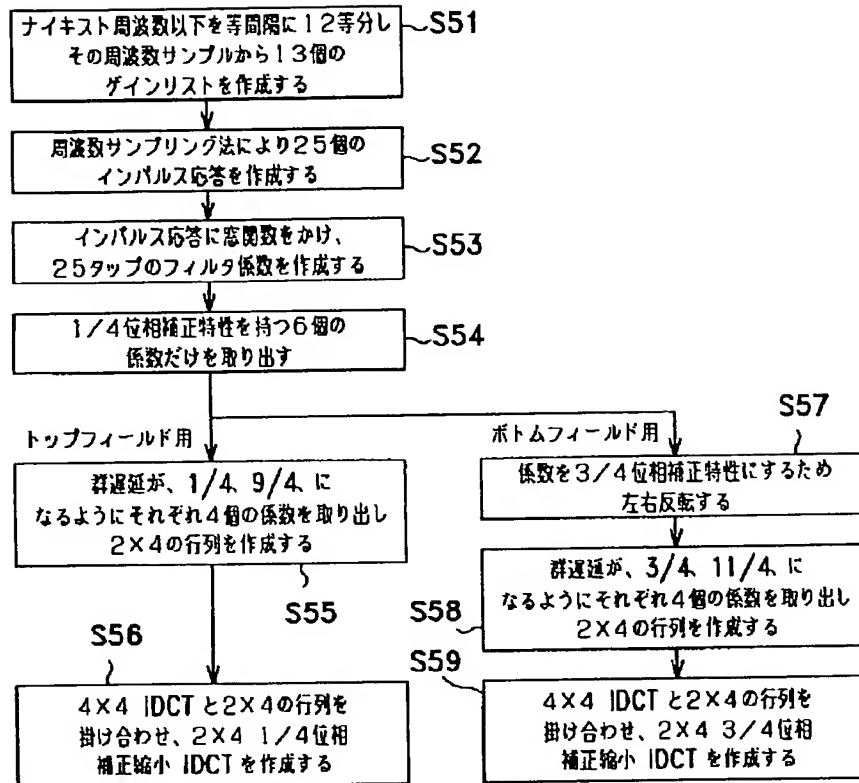 ナイキスト周波数以下を等間隔に12等分し
その周波数サンプルから13個の
ゲインリストを作成する
S51
周波数サンプリング法により25個の
インパルス応答を作成する
S52
インパルス応答に窓関数をかけ、
25タップのフィルタ係数を作成する
S53
1/4位相補正特性を持つ6個の
係数だけを取り出す
S54
トップフィールド用
群遅延が、1/4、9/4、に
なるようにそれぞれ4個の係数を取り出し
2×4の行列を作成する
S55
S56
4×4 IDCTと2×4の行列を
掛け合わせ、2×4 1/4位相
補正縮小 IDCTを作成する
ボトムフィールド用
S57
係数を3/4位相補正特性にするため
左右反転する
群遅延が、3/4、11/4、に
なるようにそれぞれ4個の係数を取り出し
2×4の行列を作成する
S58
S59
4×4 IDCTと2×4の行列を
掛け合わせ、2×4 3/4位相
補正縮小 IDCTを作成する